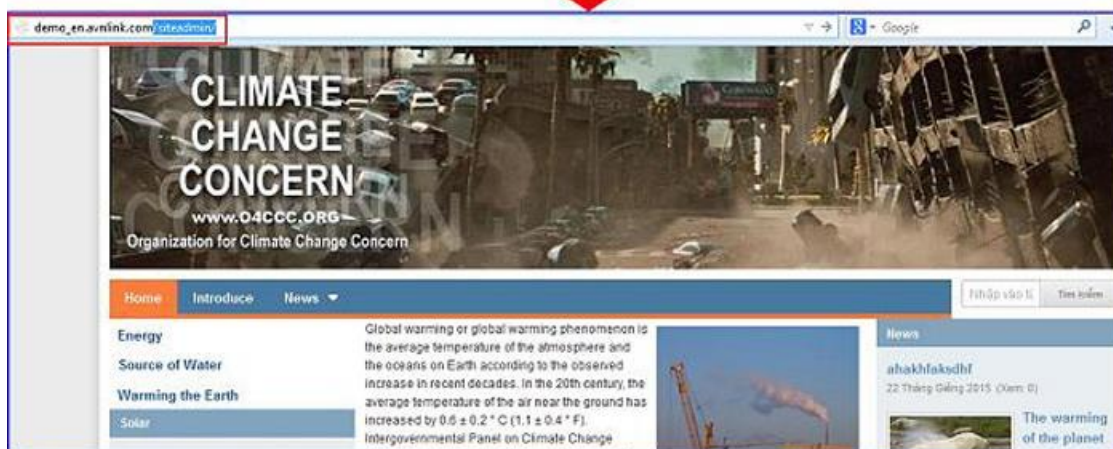 demo_en.avnlink.com/siteadmin/
Google
CLIMATE
CHANGE
CONCERN
www.O4CCC.ORG
Organization for Climate Change Concern
Home Introduce News
Nhập vào từ Tìm kiếm
Energy
Source of Water
Warming the Earth
Solar
Global warming or global warming phenomenon is
the average temperature of the atmosphere and
the oceans on Earth according to the observed
increase in recent decades. In the 20th century, the
average temperature of the air near the ground has
increased by 0.6 ± 0.2 ° C (1.1 ± 0.4 ° F).
Intergovernmental Panel on Climate Change
News
ahakhfaksdhf
22 Tháng Giêng 2015 (Xem: 0)
The warming
of the planet